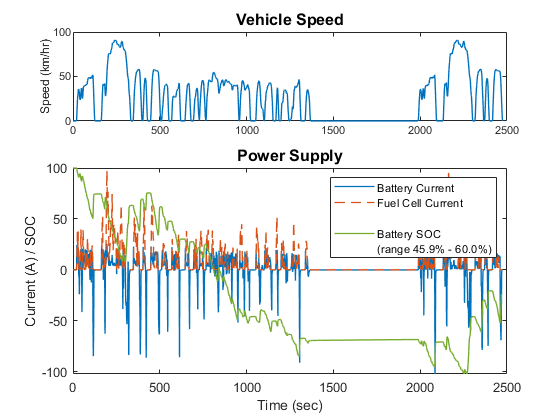 Vehicle Speed
Speed (km/hr)
100
50
0
0 500 1000 1500 2000 2500
Power Supply
Current (A) / SOC
100
50
0
-50
-100
Battery Current
Fuel Cell Current
Battery SOC
(range 45.9% - 60.0%)
0 500 1000 1500 2000 2500
Time (sec)